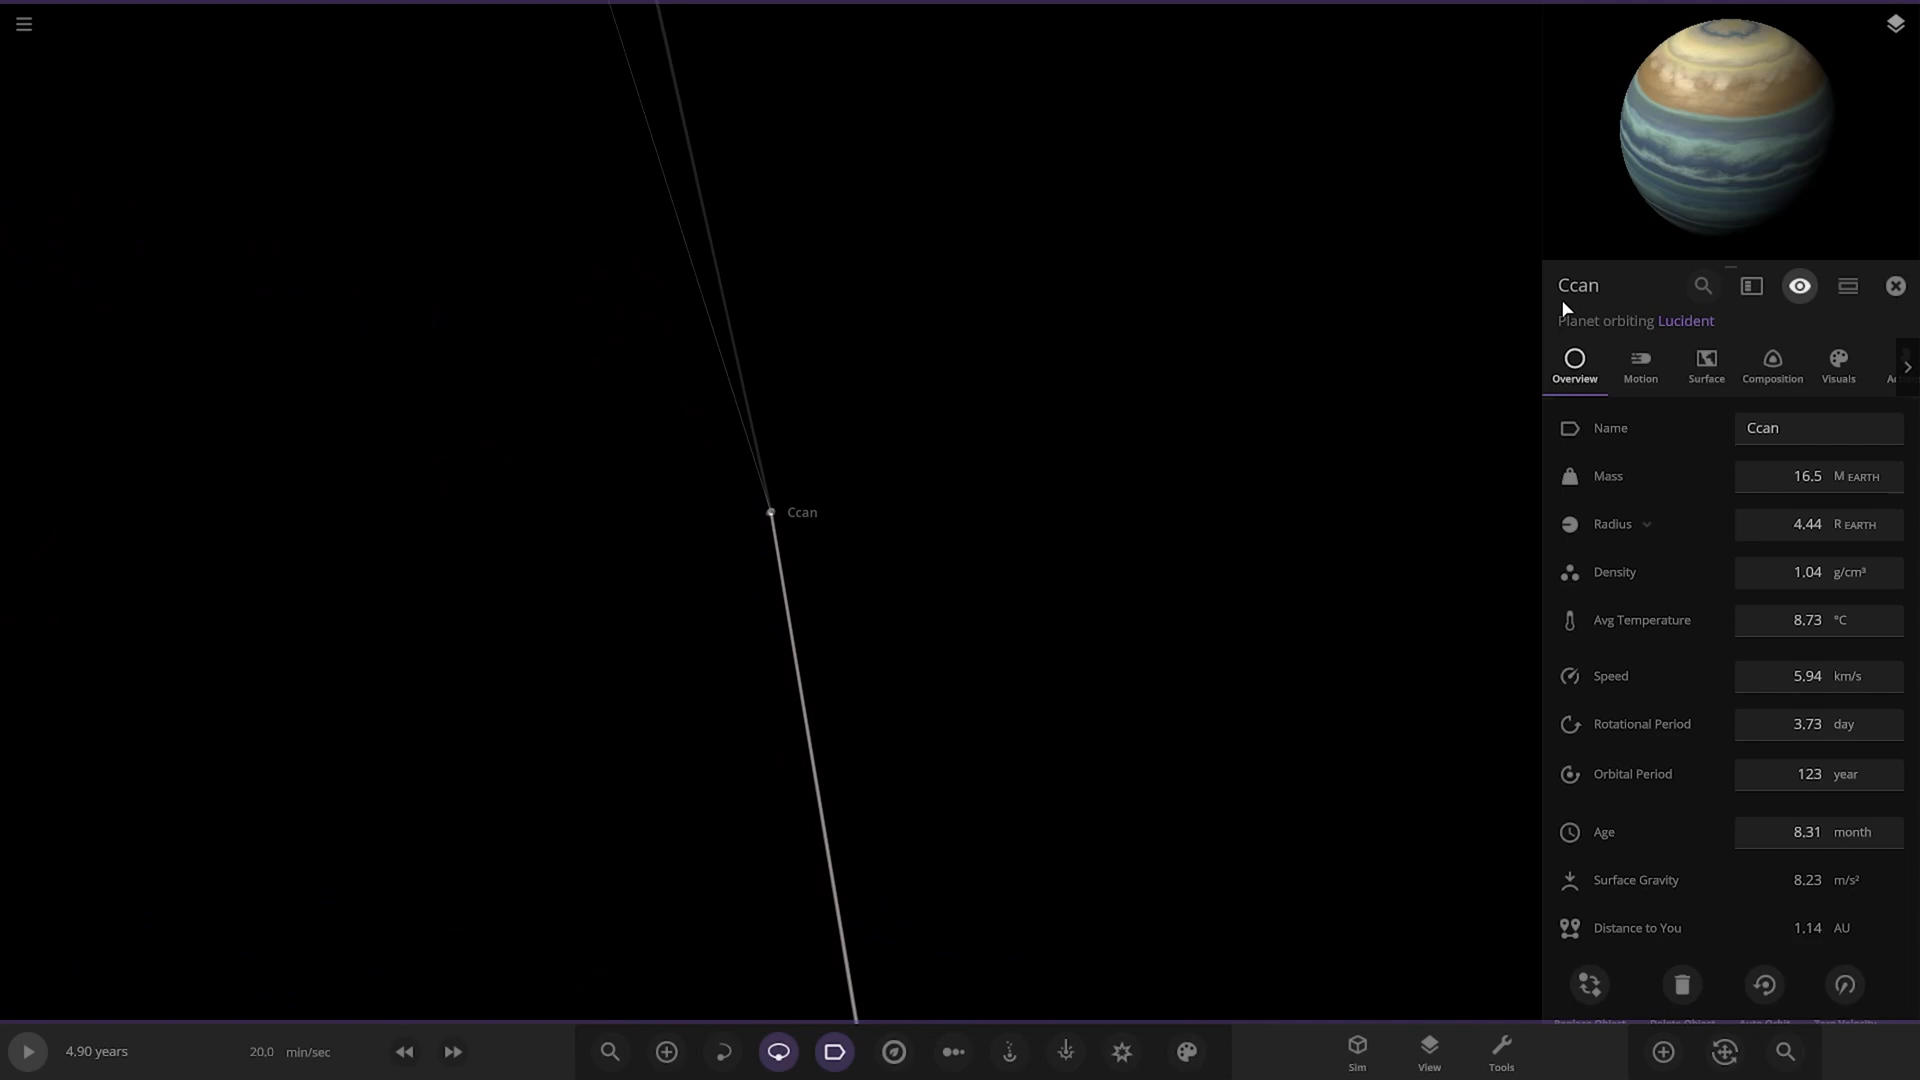 Ccan
Planet orbiting Lucident
Overview Motion Surface Composition Visuals
Name Ccan
Mass 16.5 M EARTH
Ccan
Radius 4.44 R EARTH
Density 1.04 g/cm³
Avg Temperature 8.73 °C
Speed 5.94 km/s
Rotational Period 3.73 day
Orbital Period 123 year
Age 8.31 month
Surface Gravity 8.23 m/s²
Distance to You 1.14 AU
4.90 years 20.0 min/sec
Sim View Tools